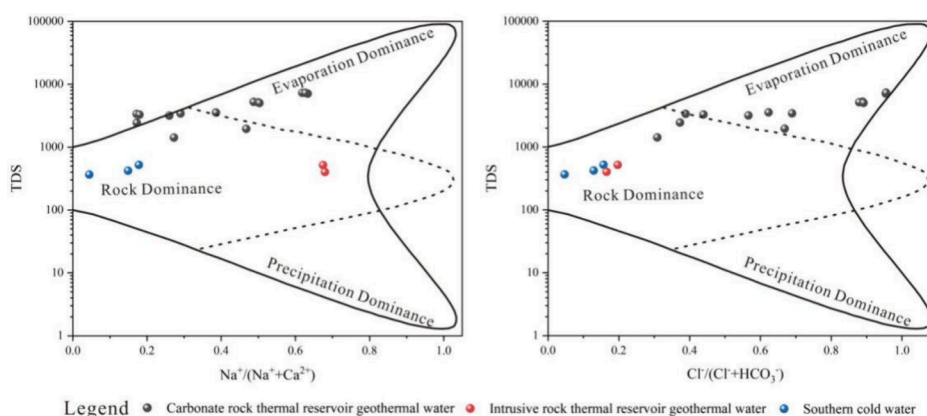 100000
10000
1000
100
10
1
TDS
0.0 0.2 0.4 0.6 0.8 1.0
Na⁺/(Na⁺+Ca²⁺)
Evaporation Dominance
Rock Dominance
Precipitation Dominance
100000
10000
1000
100
10
1
TDS
0.0 0.2 0.4 0.6 0.8 1.0
Cl⁻/(Cl⁻+HCO₃⁻)
Evaporation Dominance
Rock Dominance
Precipitation Dominance
Legend Carbonate rock thermal reservoir geothermal water Intrusive rock thermal reservoir geothermal water Southern cold water